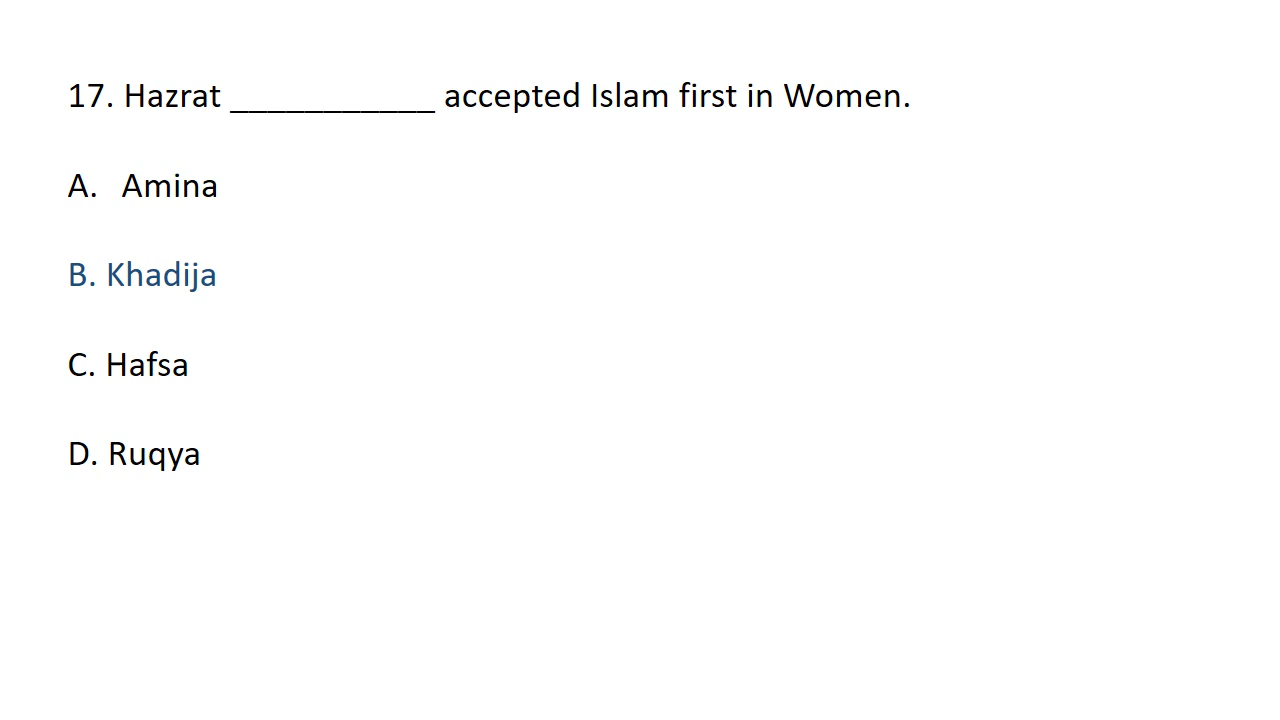 17. Hazrat ___________ accepted Islam first in Women.
A. Amina
B. Khadija
C. Hafsa
D. Ruqya